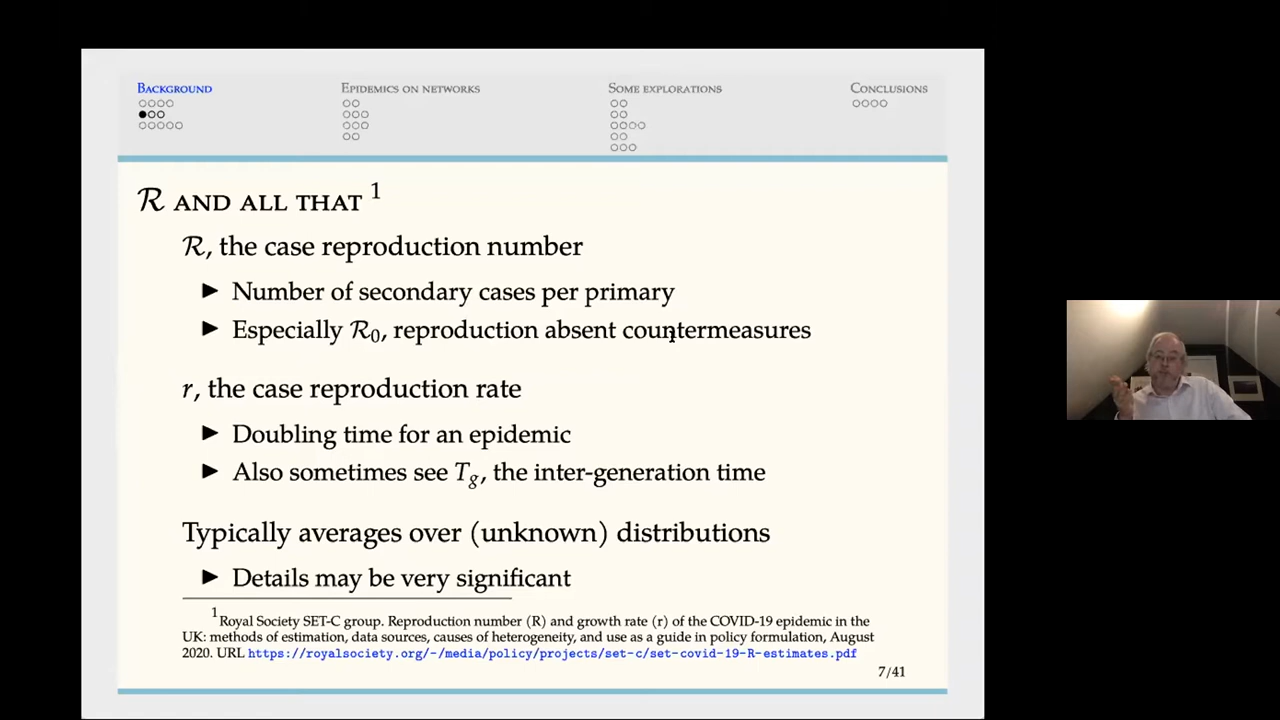 BACKGROUND
EPIDEMICS ON NETWORKS
SOME EXPLORATIONS
CONCLUSIONS
R AND ALL THAT 1
R, the case reproduction number
▶ Number of secondary cases per primary
▶ Especially R0, reproduction absent countermeasures
r, the case reproduction rate
▶ Doubling time for an epidemic
▶ Also sometimes see Tg, the inter-generation time
Typically averages over (unknown) distributions
▶ Details may be very significant
1Royal Society SET-C group. Reproduction number (R) and growth rate (r) of the COVID-19 epidemic in the
UK: methods of estimation, data sources, causes of heterogeneity, and use as a guide in policy formulation, August
2020. URL https://royalsociety.org/-/media/policy/projects/set-c/set-covid-19-R-estimates.pdf
7/41